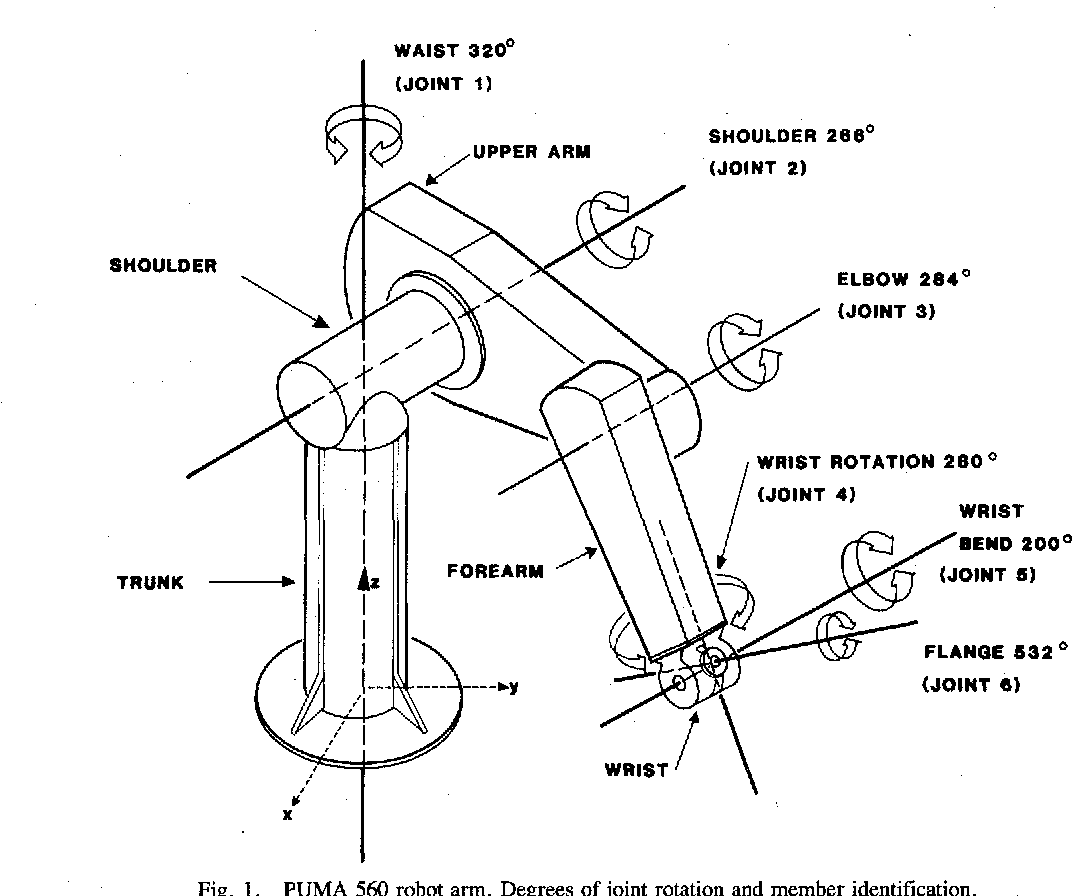 WAIST 320°
(JOINT 1)
UPPER ARM
SHOULDER 266°
(JOINT 2)
SHOULDER
ELBOW 284°
(JOINT 3)
WRIST ROTATION 280°
(JOINT 4)
WRIST
BEND 200°
(JOINT 5)
FOREARM
TRUNK
z
FLANGE 532°
(JOINT 6)
y
WRIST
x
Fig. 1. PUMA 560 robot arm. Degrees of joint rotation and member identification.